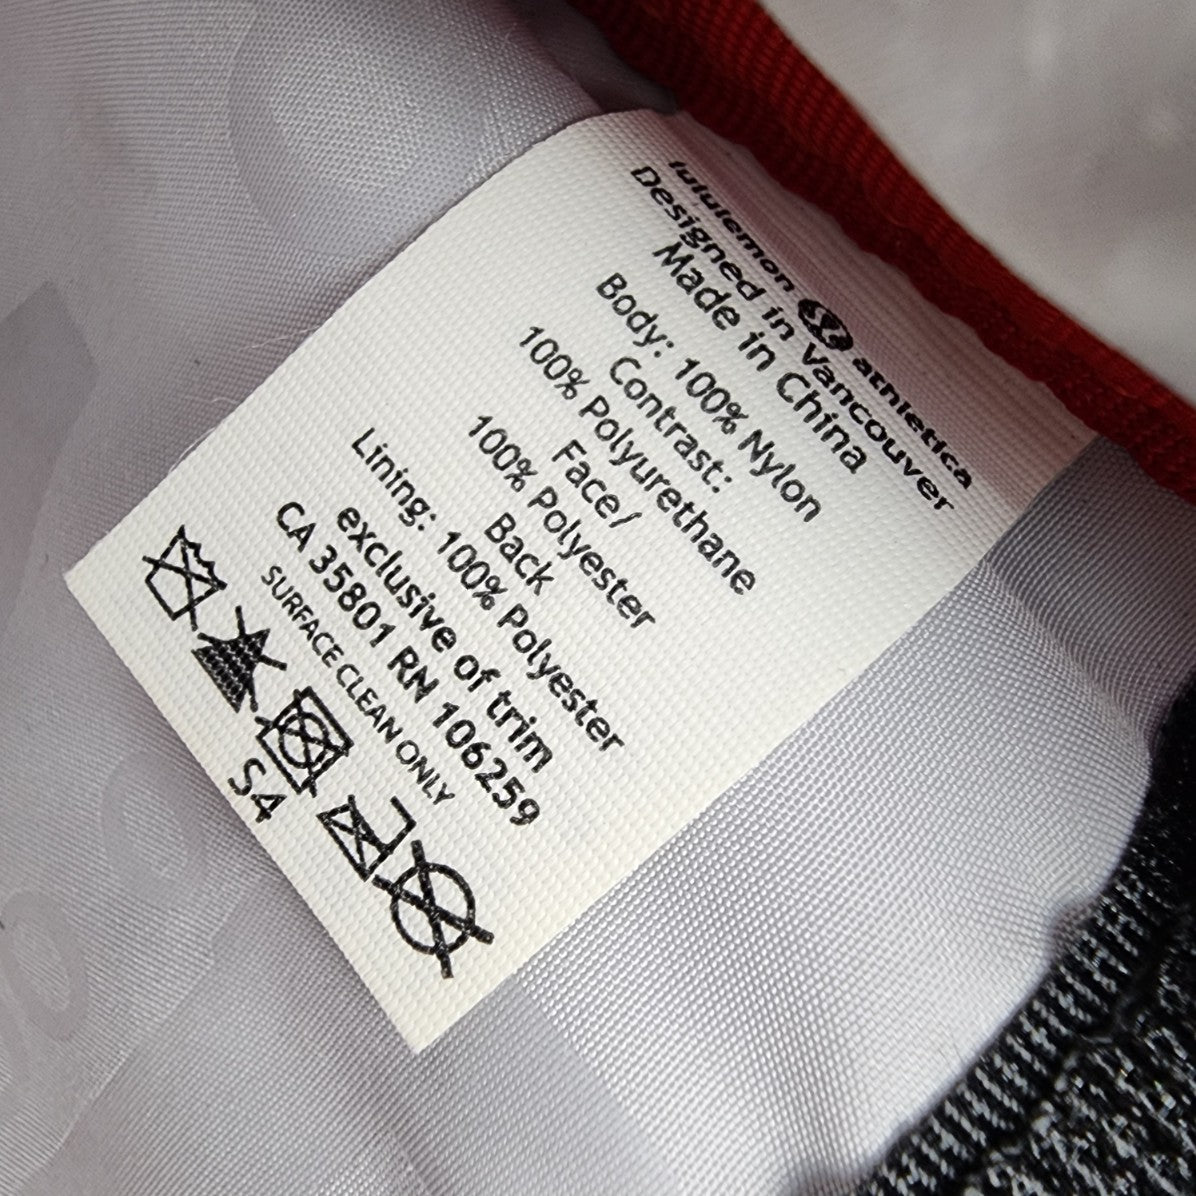 lululemon athletica
Designed in Vancouver
Made in China
Body: 100% Nylon
Contrast:
100% Polyurethane
Face/
100% Polyester
Back
Lining: 100% Polyester
exclusive of trim
CA 35801 RN 106259
SURFACE CLEAN ONLY
S4